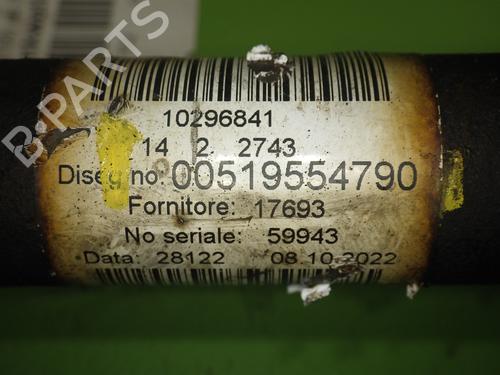 B-PARTS
10296841
14 2 2743
Disegno 00519554790
Fornitore: 17693
No seriale: 59943
Data: 28122 08.10.2022